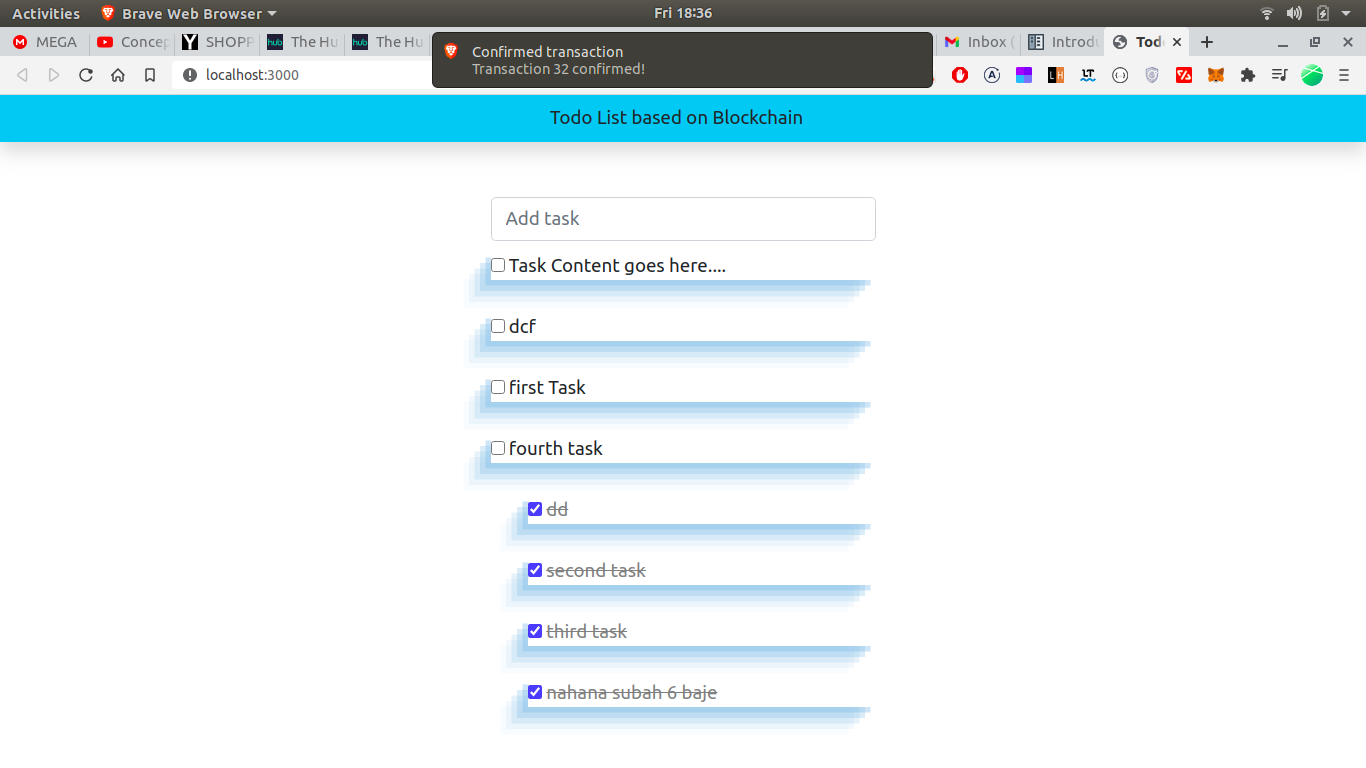 Activities Brave Web Browser Fri 18:36
MEGA Concep SHOPP The Hu The Hu Inbox ( Introdu Tod
Confirmed transaction
Transaction 32 confirmed!
localhost:3000
Todo List based on Blockchain
Add task
Task Content goes here....
dcf
first Task
fourth task
dd
second task
third task
nahana subah 6 baje